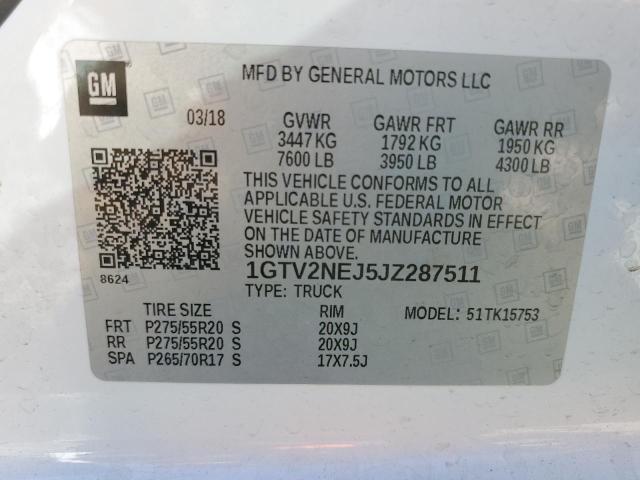 GM
MFD BY GENERAL MOTORS LLC
03/18 GVWR GAWR FRT GAWR RR
3447 KG 1792 KG 1950 KG
7600 LB 3950 LB 4300 LB
THIS VEHICLE CONFORMS TO ALL
APPLICABLE U.S. FEDERAL MOTOR
VEHICLE SAFETY STANDARDS IN EFFECT
ON THE DATE OF MANUFACTURE
SHOWN ABOVE.
8624
1GTV2NEJ5JZ287511
TYPE: TRUCK
TIRE SIZE RIM MODEL: 51TK15753
FRT P275/55R20 S 20X9J
RR P275/55R20 S 20X9J
SPA P265/70R17 S 17X7.5J